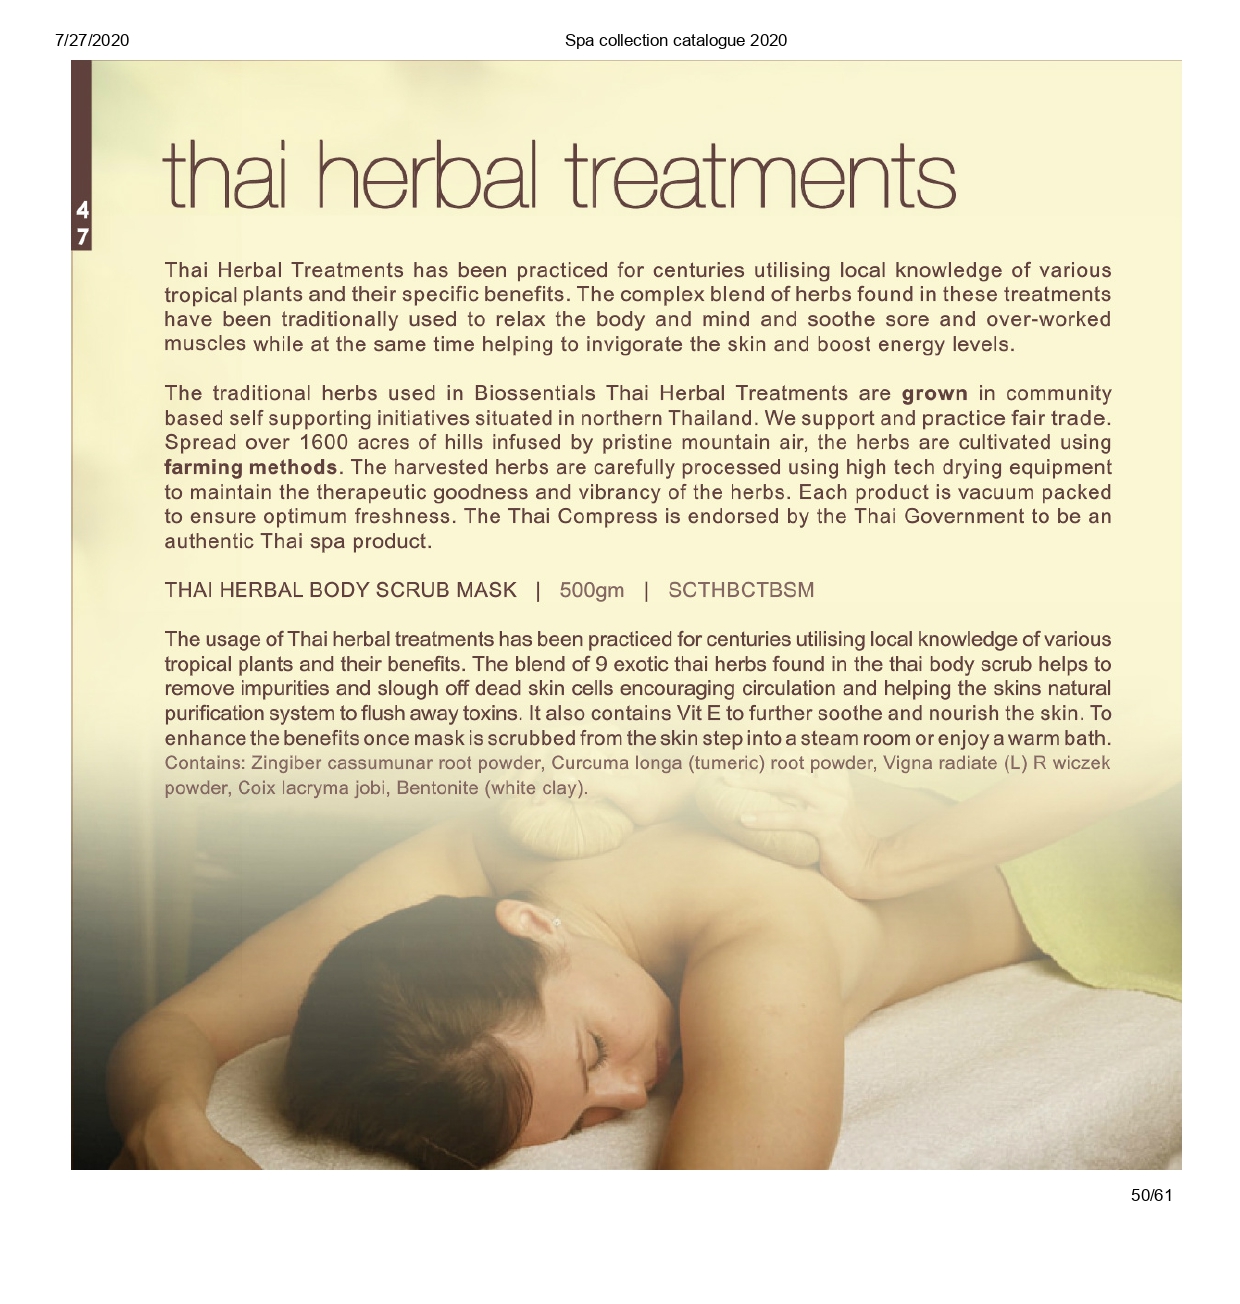 7/27/2020
Spa collection catalogue 2020
4
7
thai herbal treatments
Thai Herbal Treatments has been practiced for centuries utilising local knowledge of various
tropical plants and their specific benefits. The complex blend of herbs found in these treatments
have been traditionally used to relax the body and mind and soothe sore and over-worked
muscles while at the same time helping to invigorate the skin and boost energy levels.
The traditional herbs used in Biossentials Thai Herbal Treatments are grown in community
based self supporting initiatives situated in northern Thailand. We support and practice fair trade.
Spread over 1600 acres of hills infused by pristine mountain air, the herbs are cultivated using
farming methods. The harvested herbs are carefully processed using high tech drying equipment
to maintain the therapeutic goodness and vibrancy of the herbs. Each product is vacuum packed
to ensure optimum freshness. The Thai Compress is endorsed by the Thai Government to be an
authentic Thai spa product.
THAI HERBAL BODY SCRUB MASK | 500gm | SCTHBCTBSM
The usage of Thai herbal treatments has been practiced for centuries utilising local knowledge of various
tropical plants and their benefits. The blend of 9 exotic thai herbs found in the thai body scrub helps to
remove impurities and slough off dead skin cells encouraging circulation and helping the skins natural
purification system to flush away toxins. It also contains Vit E to further soothe and nourish the skin. To
enhance the benefits once mask is scrubbed from the skin step into a steam room or enjoy a warm bath.
Contains: Zingiber cassumunar root powder, Curcuma longa (tumeric) root powder, Vigna radiate (L) R wiczek
powder, Coix lacryma jobi, Bentonite (white clay).
50/61